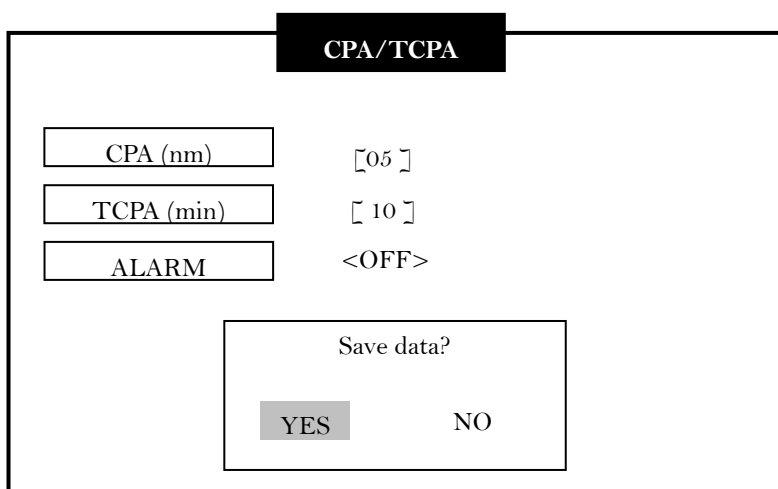 CPA/TCPA
CPA (nm) [05 ]
TCPA (min) [ 10 ]
ALARM <OFF>
Save data?
YES NO